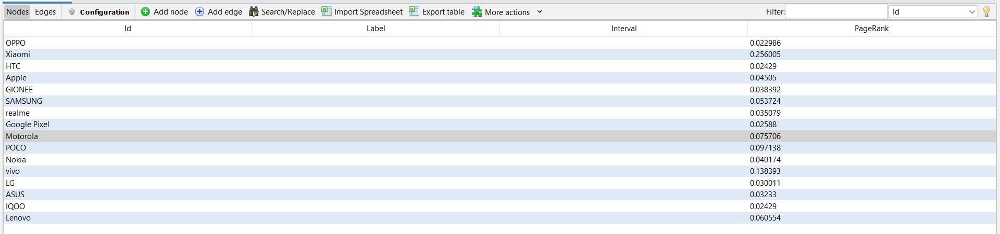 Nodes Edges Configuration Add node Add edge Search/Replace Import Spreadsheet Export table More actions Filter: Id
Id Label Interval PageRank
OPPO 0.022986
Xiaomi 0.256005
HTC 0.02429
Apple 0.04505
GIONEE 0.038392
SAMSUNG 0.053724
realme 0.035079
Google Pixel 0.02588
Motorola 0.075706
POCO 0.097138
Nokia 0.040174
vivo 0.138393
LG 0.030011
ASUS 0.03233
IQOO 0.02429
Lenovo 0.060554